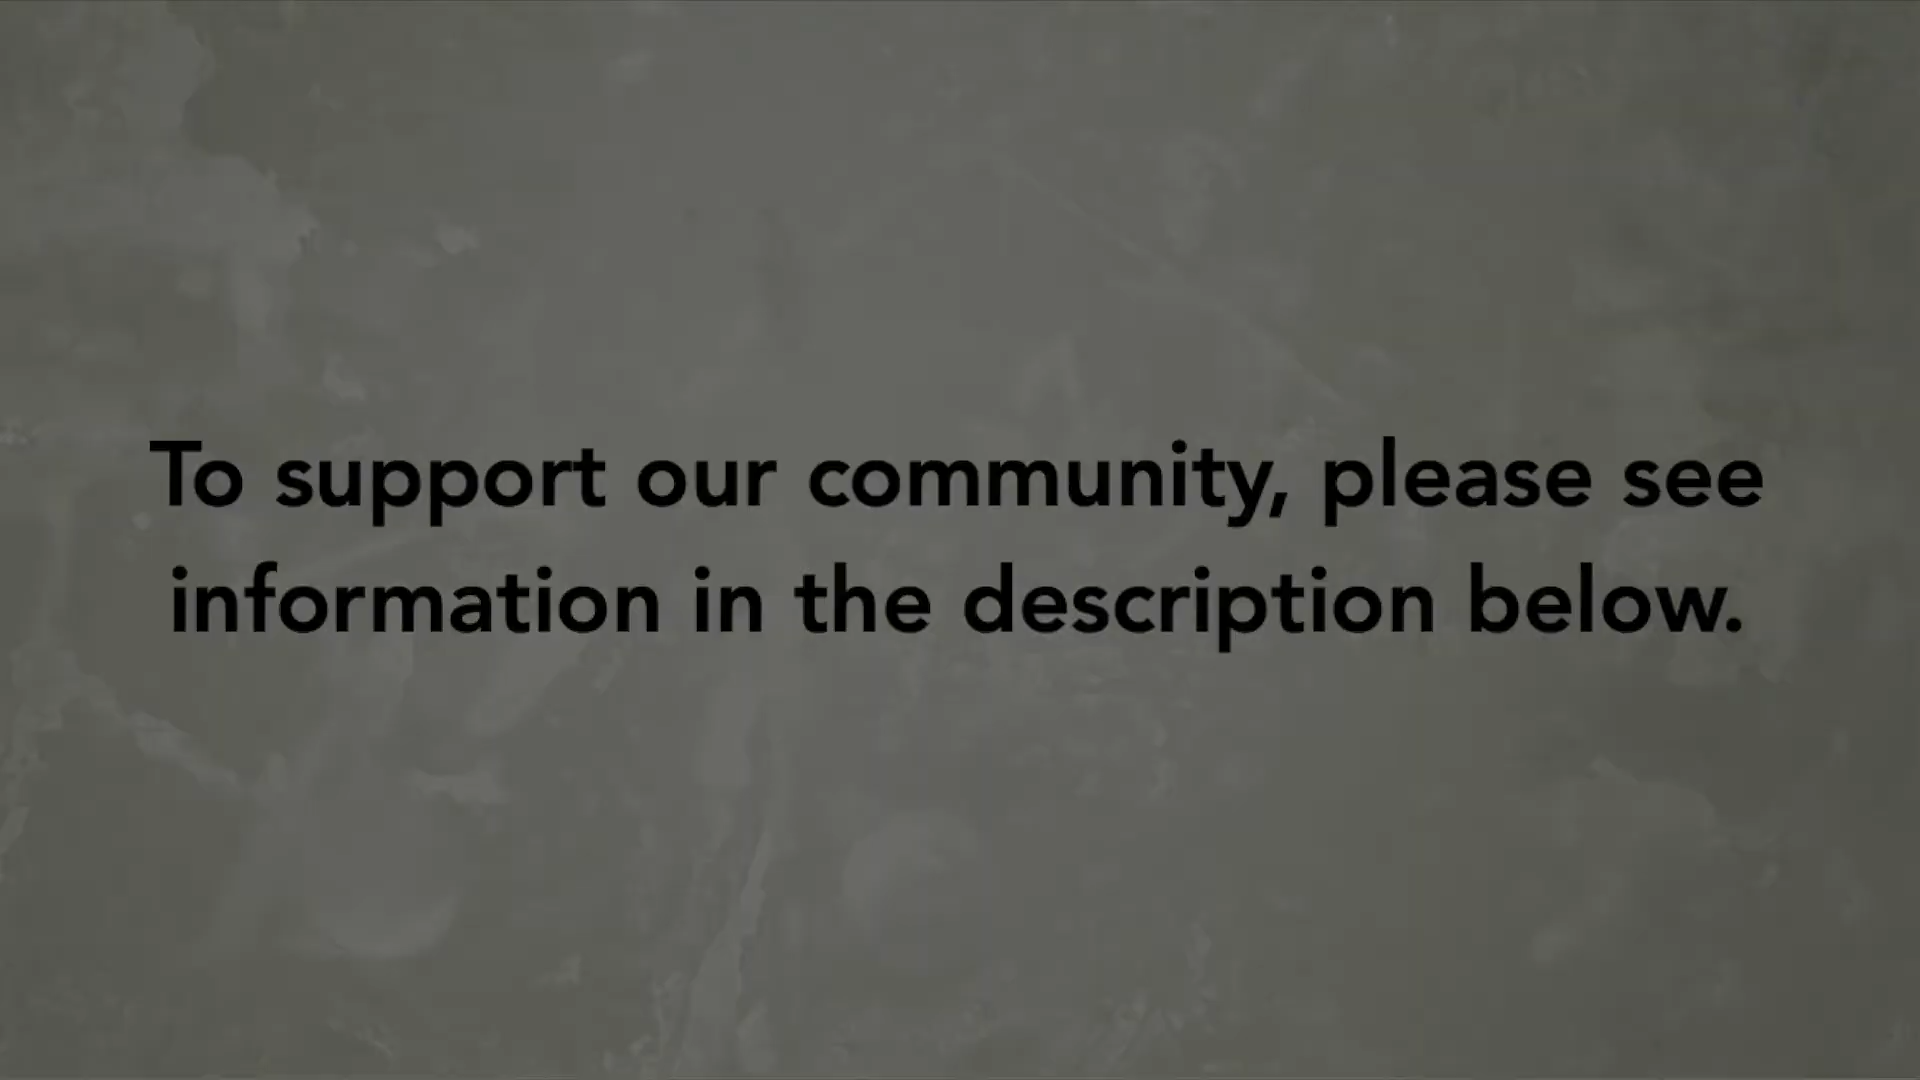 To support our community, please see
information in the description below.